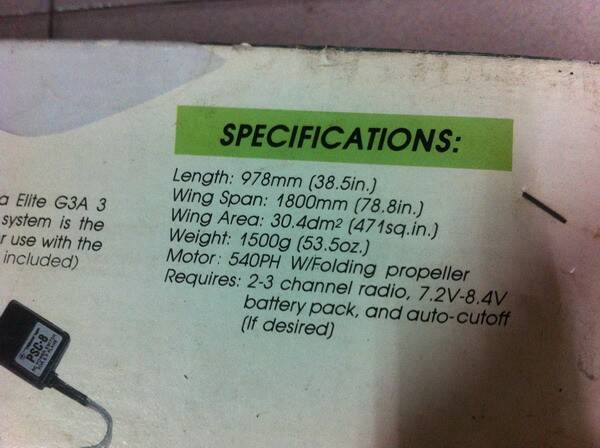 SPECIFICATIONS:
Length: 978mm (38.5in.)
Wing Span: 1800mm (78.8in.)
Wing Area: 30.4dm² (471sq.in.)
Weight: 1500g (53.5oz.)
Motor: 540PH W/Folding propeller
Requires: 2-3 channel radio, 7.2V-8.4V
battery pack, and auto-cutoff
(If desired)
a Elite G3A 3
system is the
r use with the
included)
PSC-8